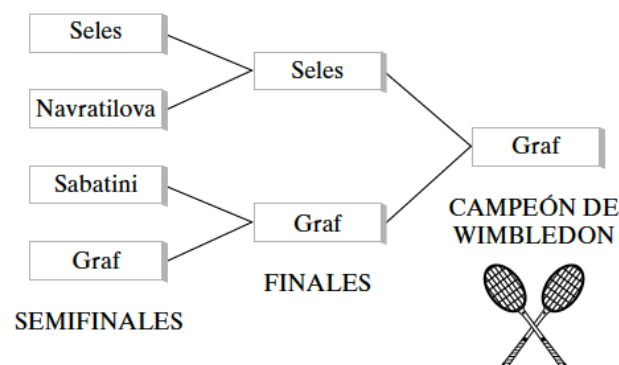 Seles
Navratilova
Sabatini
Graf
SEMIFINALES
Seles
Graf
FINALES
Graf
CAMPEÓN DE
WIMBLEDON